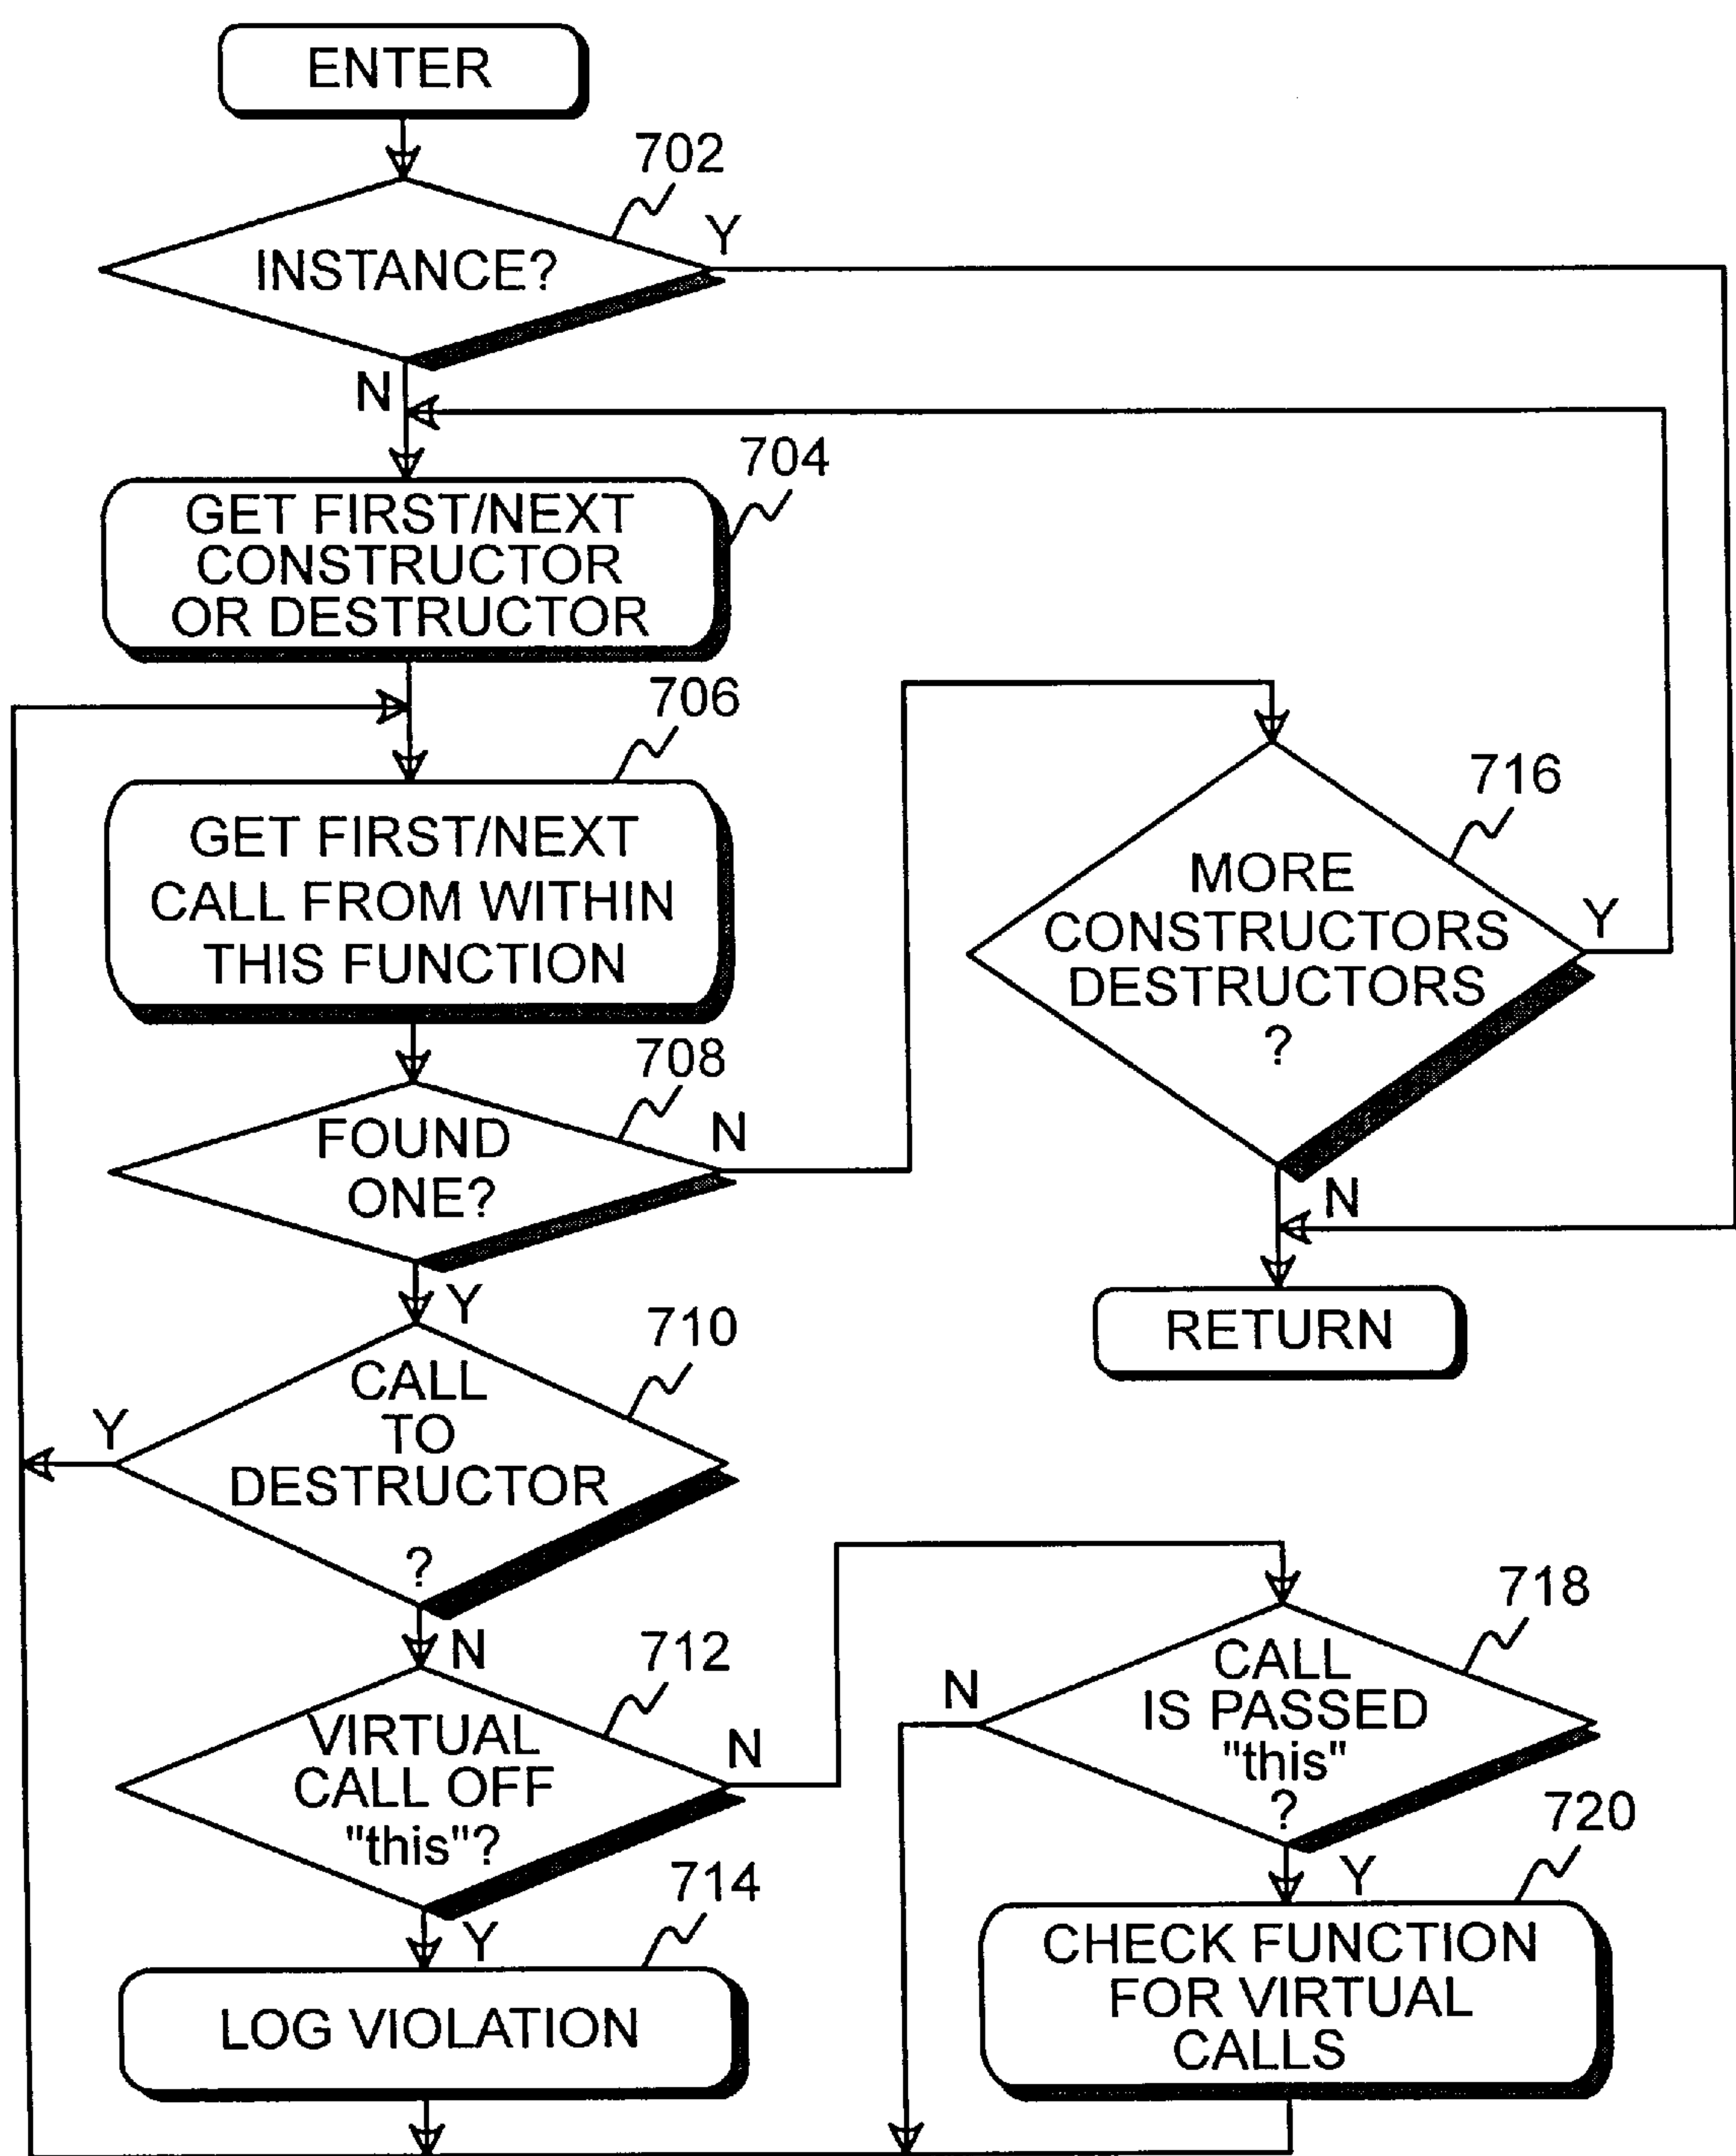 ENTER
702
INSTANCE?
Y
N
704
GET FIRST/NEXT
CONSTRUCTOR
OR DESTRUCTOR
706
GET FIRST/NEXT
CALL FROM WITHIN
THIS FUNCTION
708
FOUND
ONE?
N
Y
716
MORE
CONSTRUCTORS
DESTRUCTORS
?
Y
N
RETURN
710
CALL
TO
DESTRUCTOR
?
Y
N
712
VIRTUAL
CALL OFF
"this"?
N
Y
714
LOG VIOLATION
718
CALL
IS PASSED
"this"
?
N
Y
720
CHECK FUNCTION
FOR VIRTUAL
CALLS